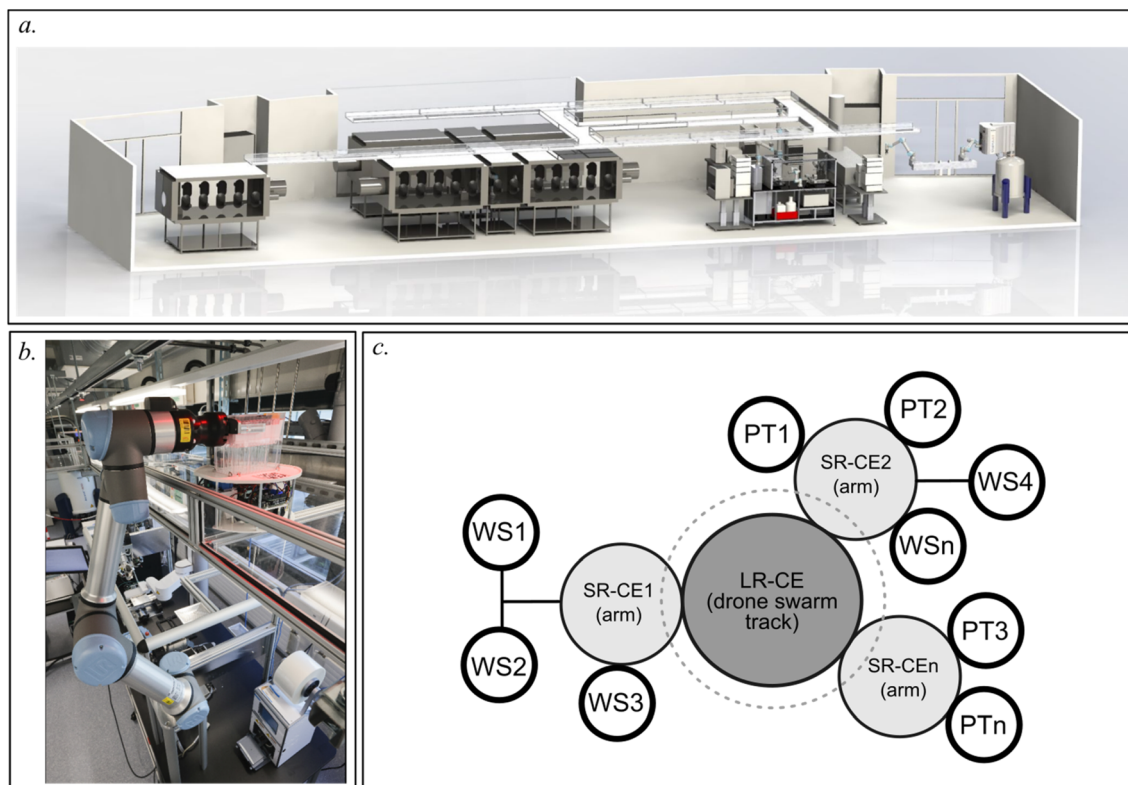 a.
b.
c.
PT1
PT2
SR-CE2
(arm)
WS4
WSn
WS1
SR-CE1
(arm)
LR-CE
(drone swarm
track)
WS2
WS3
PT3
SR-CEn
(arm)
PTn